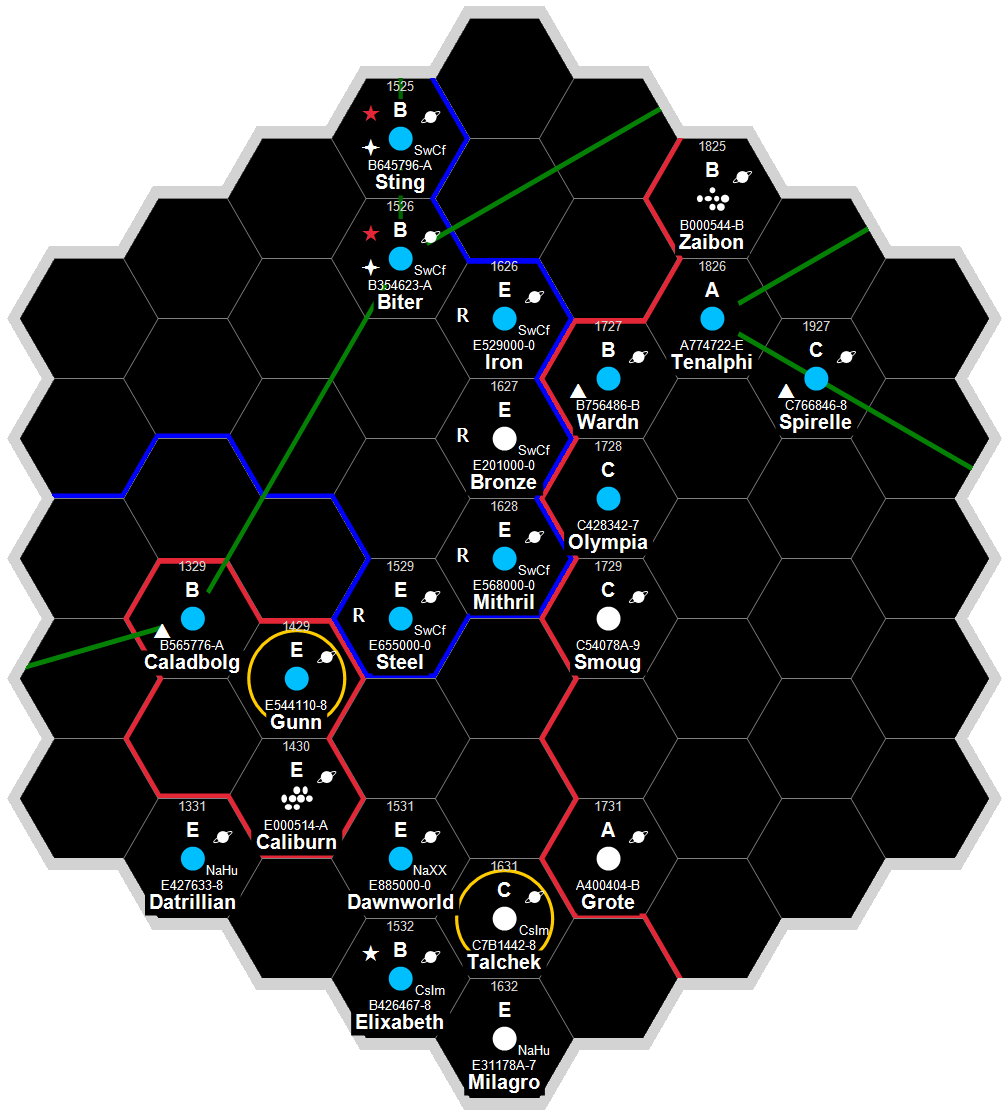 1525
B
SwCf
B645796-A
Sting
1526
B
SwCf
B354623-A
Biter
1825
B
B000544-B
Zaibon
1626
E
R
SwCf
E529000-0
Iron
1826
A
A774722-E
Tenalphi
1727
B
B756486-B
Wardn
1927
C
C766846-8
Spirelle
1627
E
R
SwCf
E201000-0
Bronze
1728
C
C428342-7
Olympia
1628
E
R
SwCf
E568000-0
Mithril
1329
B
B565776-A
Caladbolg
1529
E
R
SwCf
E655000-0
Steel
1729
C
C54078A-9
Smoug
1429
E
E544110-8
Gunn
1430
E
E000514-A
Caliburn
1331
E
NaHu
E427633-8
Datrillian
1531
E
NaXX
E885000-0
Dawnworld
1731
A
A400404-B
Grote
1631
C
CsIm
C7B1442-8
Talchek
1532
B
CsIm
B426467-8
Elixabeth
1632
E
NaHu
E31178A-7
Milagro